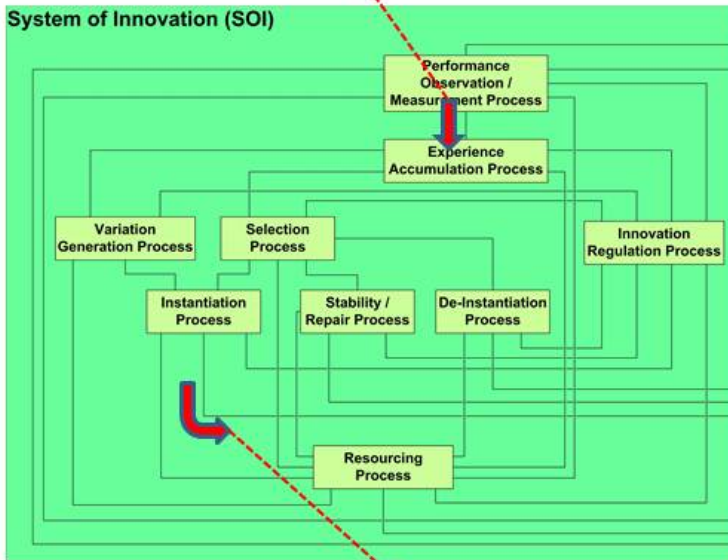 System of Innovation (SOI)
Performance
Observation /
Measurement Process
Experience
Accumulation Process
Variation
Generation Process
Selection
Process
Innovation
Regulation Process
Instantiation
Process
Stability /
Repair Process
De-Instantiation
Process
Resourcing
Process